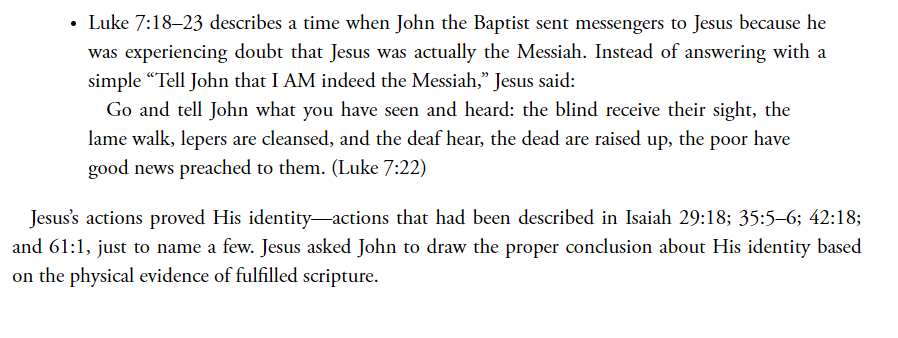 • Luke 7:18–23 describes a time when John the Baptist sent messengers to Jesus because he
was experiencing doubt that Jesus was actually the Messiah. Instead of answering with a
simple “Tell John that I AM indeed the Messiah,” Jesus said:
Go and tell John what you have seen and heard: the blind receive their sight, the
lame walk, lepers are cleansed, and the deaf hear, the dead are raised up, the poor have
good news preached to them. (Luke 7:22)
Jesus’s actions proved His identity—actions that had been described in Isaiah 29:18; 35:5–6; 42:18;
and 61:1, just to name a few. Jesus asked John to draw the proper conclusion about His identity based
on the physical evidence of fulfilled scripture.